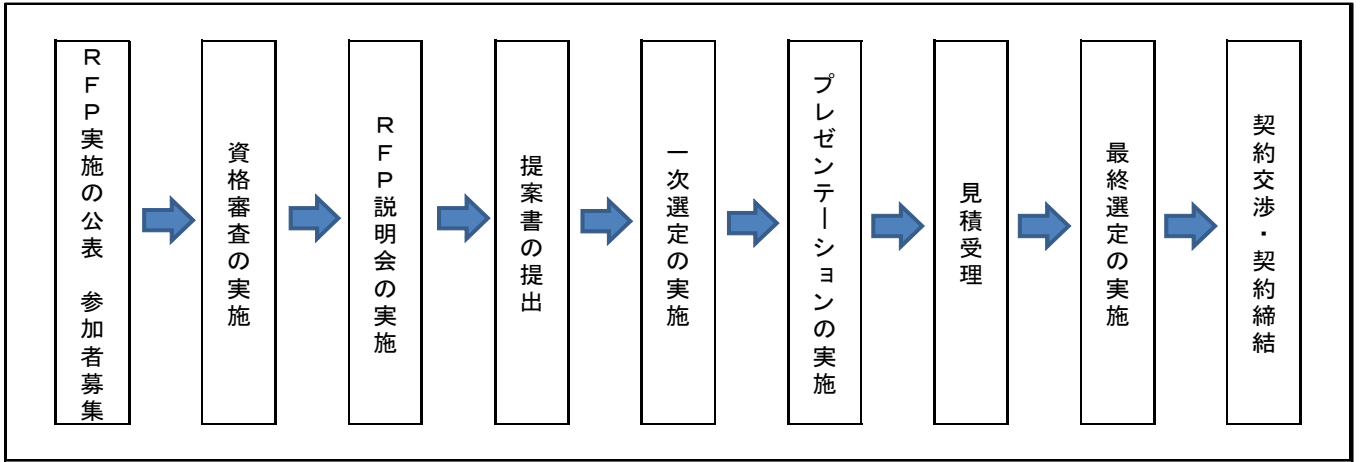 ＲＦＰ実施の公表　参加者募集
資格審査の実施
ＲＦＰ説明会の実施
提案書の提出
一次選定の実施
プレゼンテーションの実施
見積受理
最終選定の実施
契約交渉・契約締結